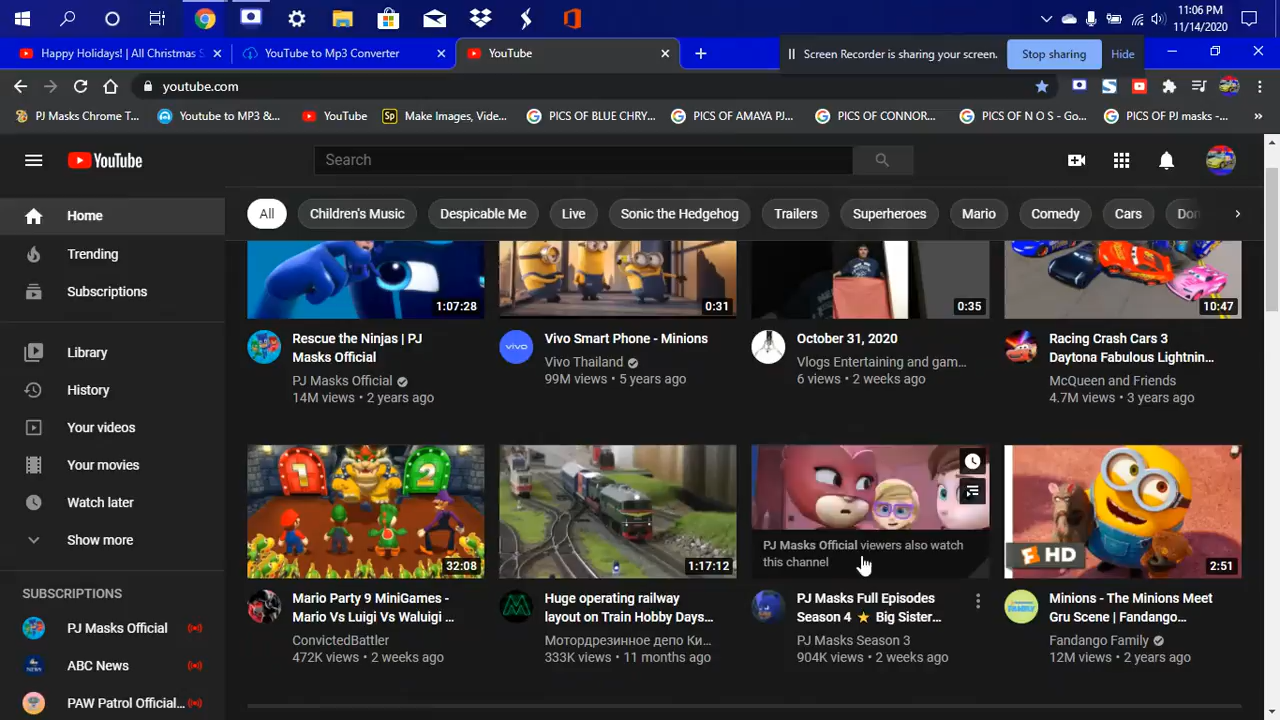 11:06 PM
11/14/2020
Happy Holidays! | All Christmas S
YouTube to Mp3 Converter
YouTube
Screen Recorder is sharing your screen.
Stop sharing
Hide
youtube.com
PJ Masks Chrome T...
Youtube to MP3 &...
YouTube
Sp
Make Images, Vide...
PICS OF BLUE CHRY...
PICS OF AMAYA PJ...
PICS OF CONNOR...
PICS OF N O S - Go...
PICS OF PJ masks -...
YouTube
Search
Home
Trending
Subscriptions
Library
History
Your videos
Your movies
Watch later
Show more
SUBSCRIPTIONS
PJ Masks Official
ABC News
PAW Patrol Official...
All
Children's Music
Despicable Me
Live
Sonic the Hedgehog
Trailers
Superheroes
Mario
Comedy
Cars
Don
1:07:28
Rescue the Ninjas | PJ
Masks Official
PJ Masks Official
14M views • 2 years ago
0:31
vivo
Vivo Smart Phone - Minions
Vivo Thailand
99M views • 5 years ago
0:35
October 31, 2020
Vlogs Entertaining and gam...
6 views • 2 weeks ago
10:47
Racing Crash Cars 3
Daytona Fabulous Lightnin...
McQueen and Friends
4.7M views • 3 years ago
1
2
32:08
Mario Party 9 MiniGames -
Mario Vs Luigi Vs Waluigi ...
ConvictedBattler
472K views • 2 weeks ago
1:17:12
Huge operating railway
layout on Train Hobby Days...
Мотордрезинное депо Ки...
333K views • 11 months ago
PJ Masks Official viewers also watch
this channel
PJ Masks Full Episodes
Season 4 ⭐ Big Sister...
PJ Masks Season 3
904K views • 2 weeks ago
HD
2:51
Minions - The Minions Meet
Gru Scene | Fandango...
Fandango Family
12M views • 2 years ago